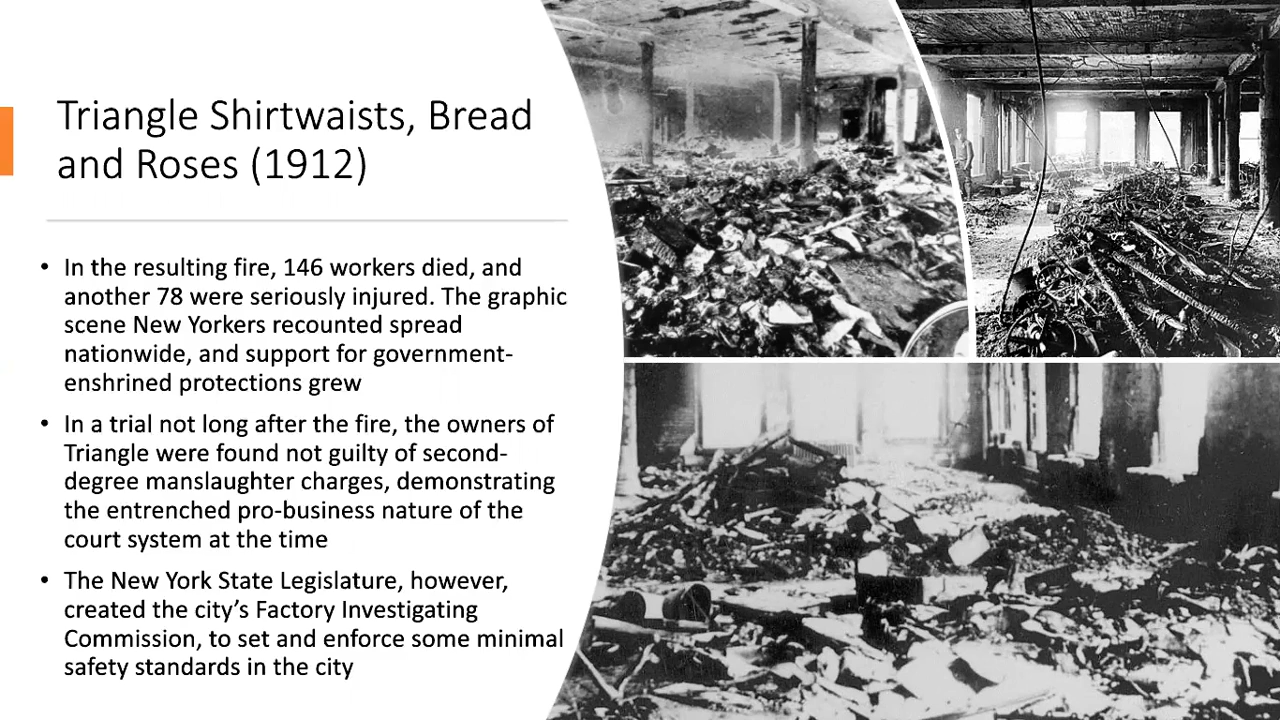 Triangle Shirtwaists, Bread
and Roses (1912)
• In the resulting fire, 146 workers died, and
another 78 were seriously injured. The graphic
scene New Yorkers recounted spread
nationwide, and support for government-
enshrined protections grew
• In a trial not long after the fire, the owners of
Triangle were found not guilty of second-
degree manslaughter charges, demonstrating
the entrenched pro-business nature of the
court system at the time
• The New York State Legislature, however,
created the city’s Factory Investigating
Commission, to set and enforce some minimal
safety standards in the city